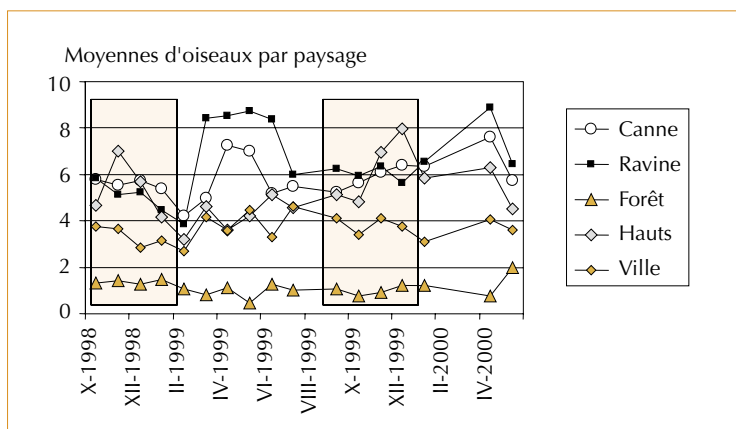 Moyennes d'oiseaux par paysage
10
8
6
4
2
0
X-1998
XII-1998
II-1999
IV-1999
VI-1999
VIII-1999
X-1999
XII-1999
II-2000
IV-2000
Canne
Ravine
Forêt
Hauts
Ville